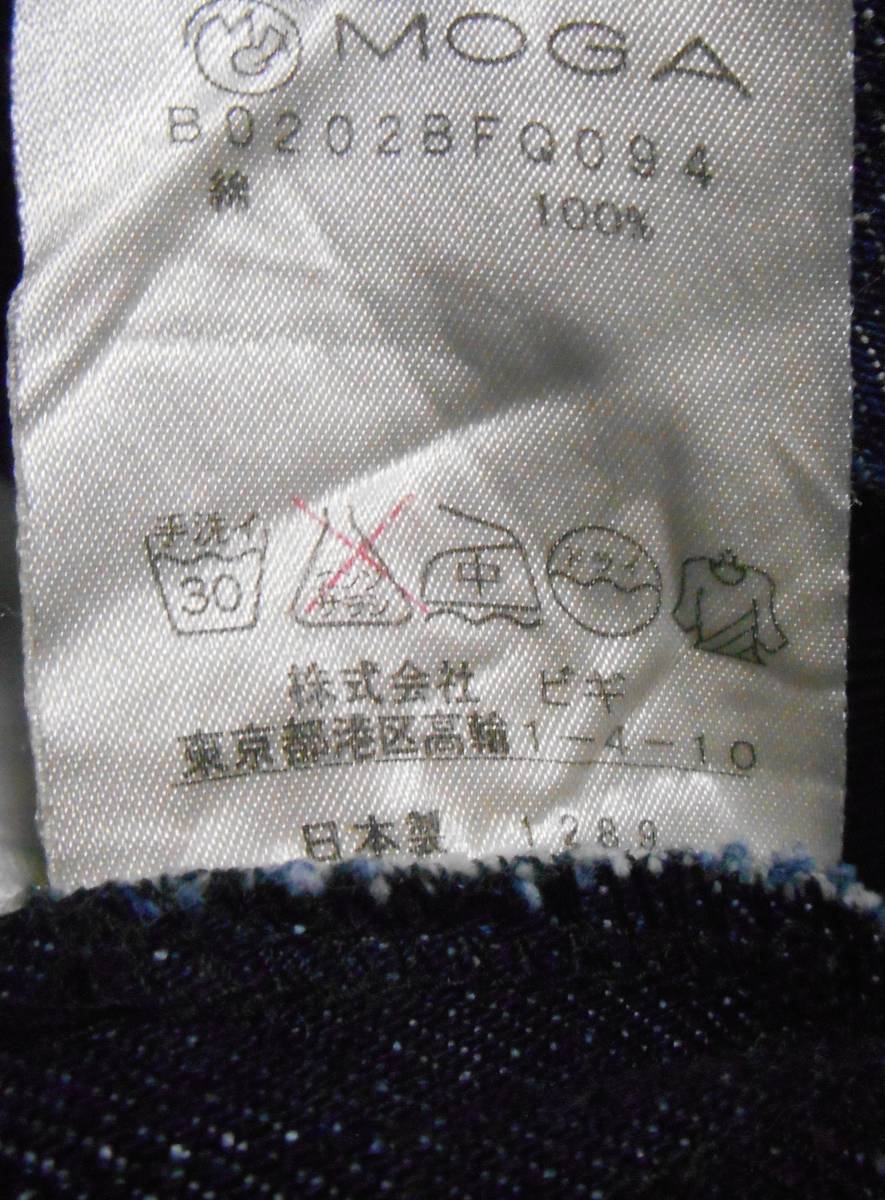 MOGA
B0202BFQ094
綿 100%
手洗イ 30 エンソサラシ 中 ドライ
株式会社 ビギ
東京都港区高輪1-4-10
日本製 1289